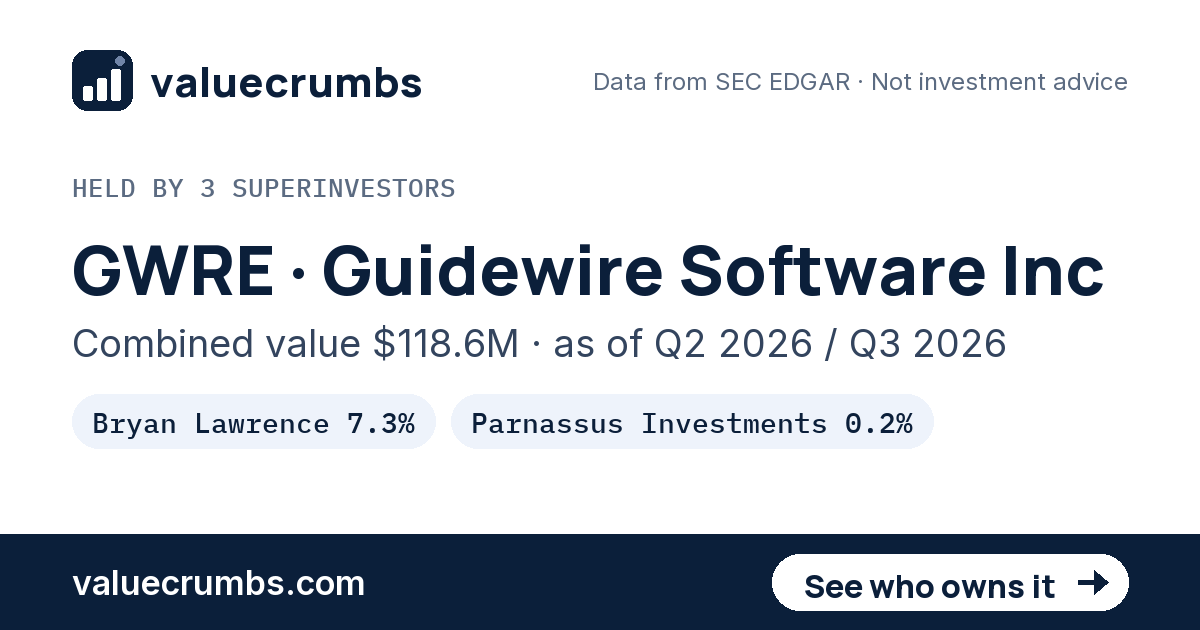 valuecrumbs
Data from SEC EDGAR · Not investment advice
HELD BY 3 SUPERINVESTORS
GWRE · Guidewire Software Inc
Combined value $118.6M · as of Q2 2026 / Q3 2026
Bryan Lawrence 7.3%
Parnassus Investments 0.2%
valuecrumbs.com
See who owns it →